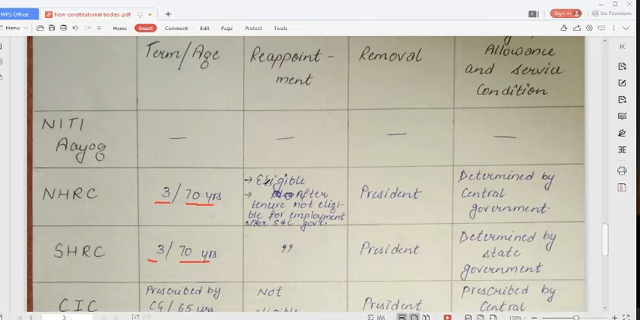 WPS Office
Non-constitutional bodies .pdf
Sign in
Go Premium
Menu
Home
Insert
Edit
Page
Protect
Tools
Term/Age
Reappoint-
ment
Removal
Allowance
and service
Condition
NITI
Aayog
—
—
—
—
NHRC
3/70 yrs
→ Eligible
→ After
tenure not eligi-
ble for employment
govt.
President
Determined by
Central
government.
SHRC
3/70 yrs
"
President
Determined by
state
government
CIC
Prescribed by
CG/65 yrs
Not
eligible
President
Prescribed by
Central